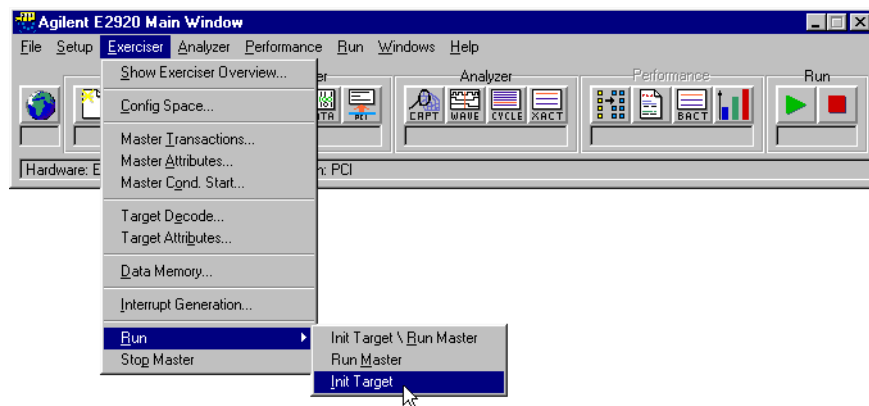 Agilent E2920 Main Window
File Setup Exerciser Analyzer Performance Run Windows Help
Analyzer Performance Run
CAPT WAVE CYCLE XACT BACT
Hardware: E
n: PCI
Show Exerciser Overview...
Config Space...
Master Transactions...
Master Attributes...
Master Cond. Start...
Target Decode...
Target Attributes...
Data Memory...
Interrupt Generation...
Run
Stop Master
Init Target \ Run Master
Run Master
Init Target